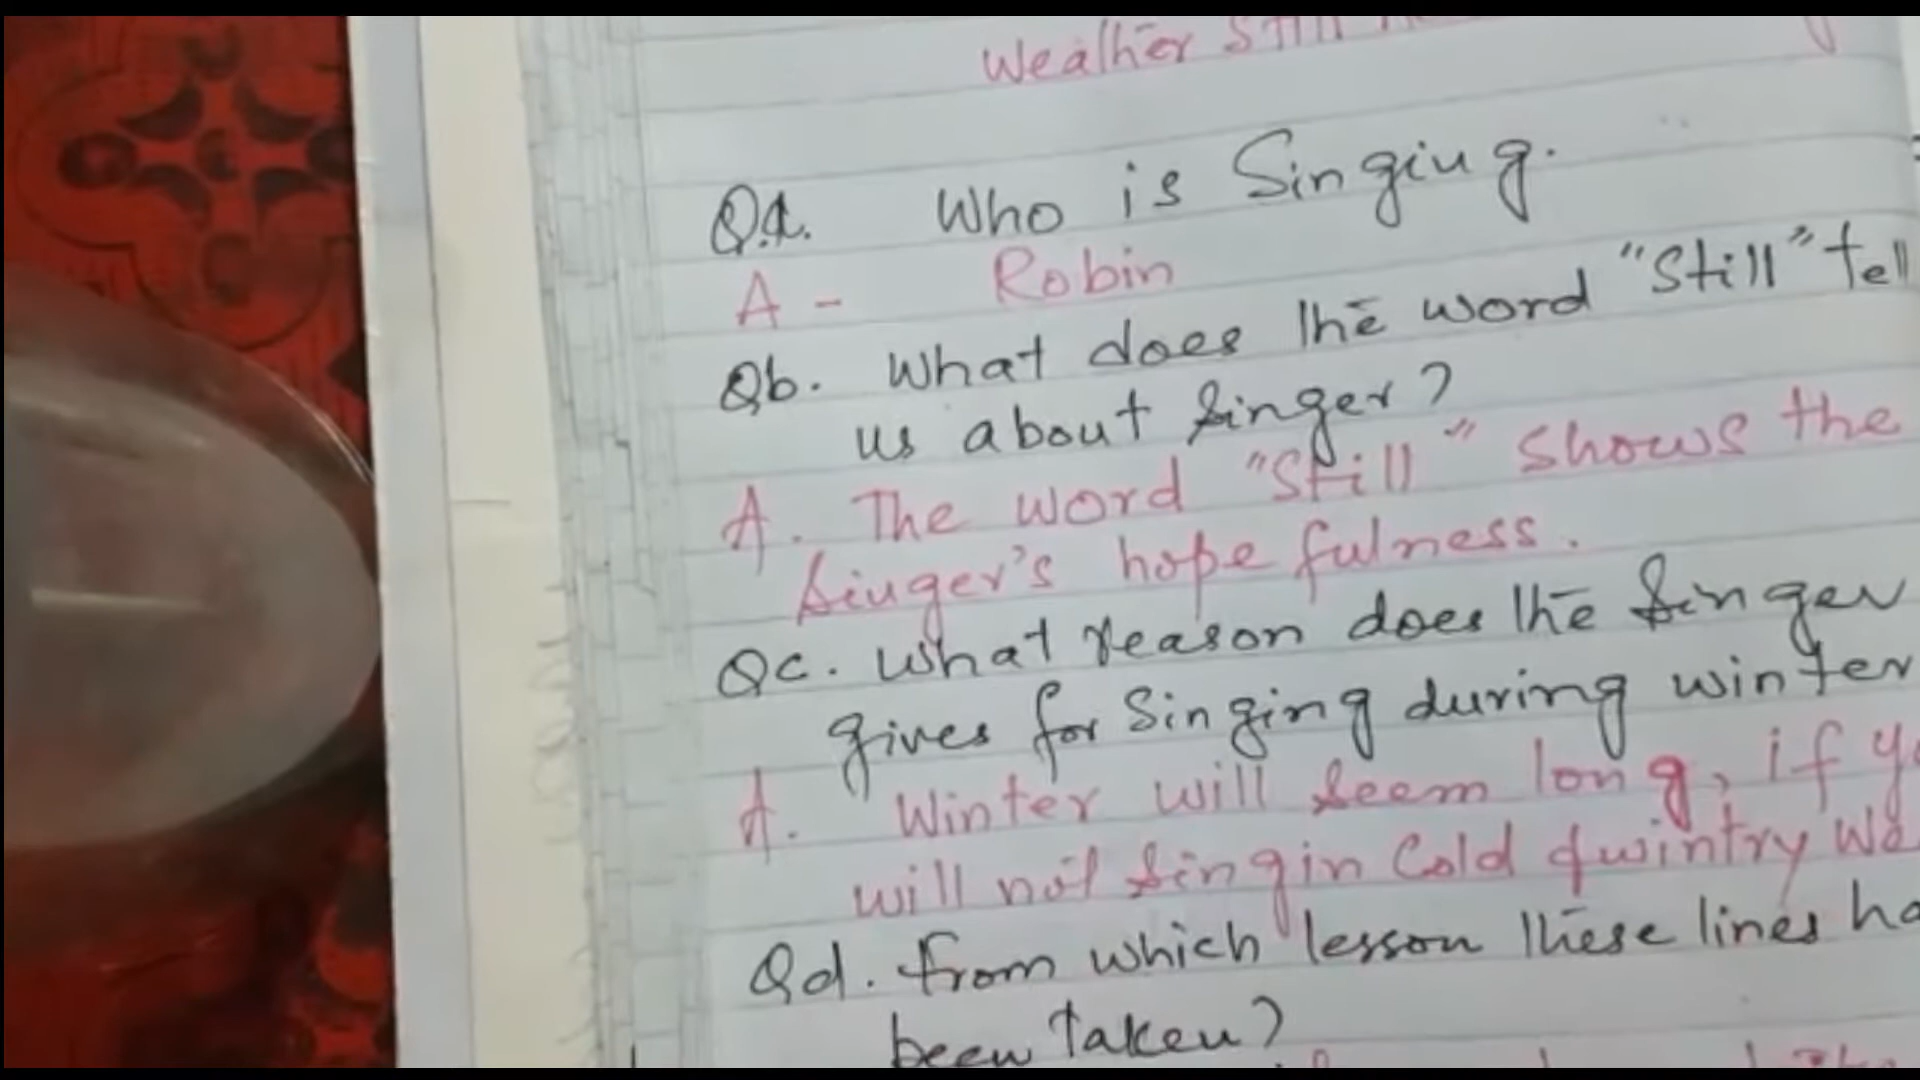 Weather Still
Qa. Who is Singing.
A - Robin
Qb. What does the word "Still" tell
us about singer?
A. The word "Still" shows the
singer's hopefulness.
Qc. What reason does the singer
gives for Singing during winter
A. Winter will seem long, if
will not sing in Cold & wintry
Qd. from which lesson these lines
been taken?